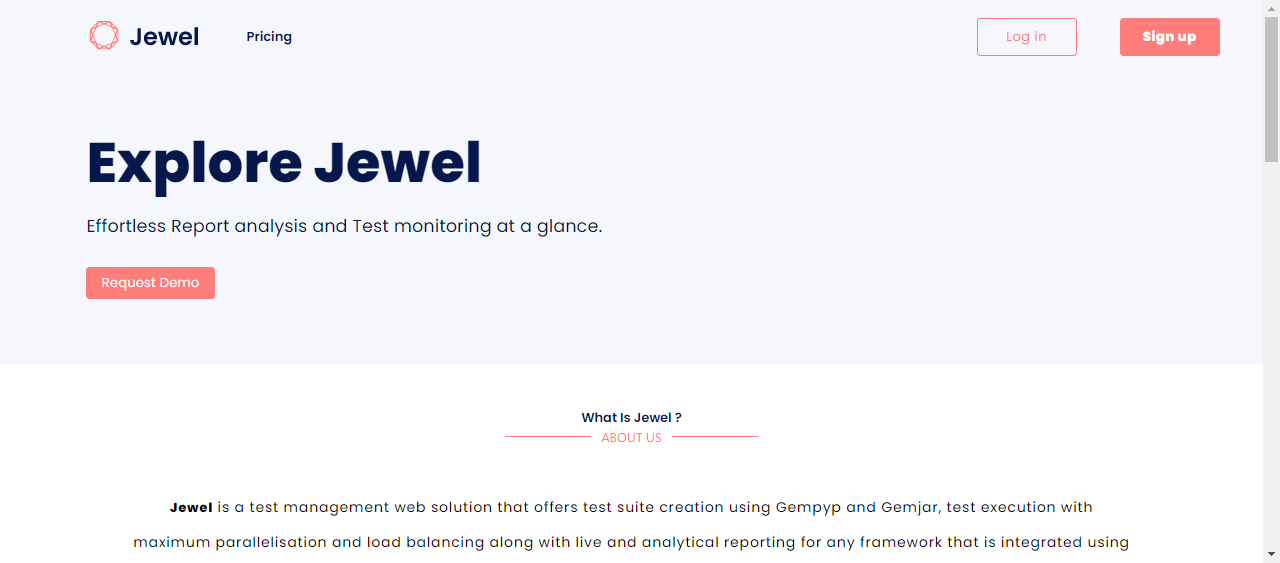 Jewel Pricing Log in Sign up
Explore Jewel
Effortless Report analysis and Test monitoring at a glance.
Request Demo
What Is Jewel ?
ABOUT US
Jewel is a test management web solution that offers test suite creation using Gempyp and Gemjar, test execution with
maximum parallelisation and load balancing along with live and analytical reporting for any framework that is integrated using